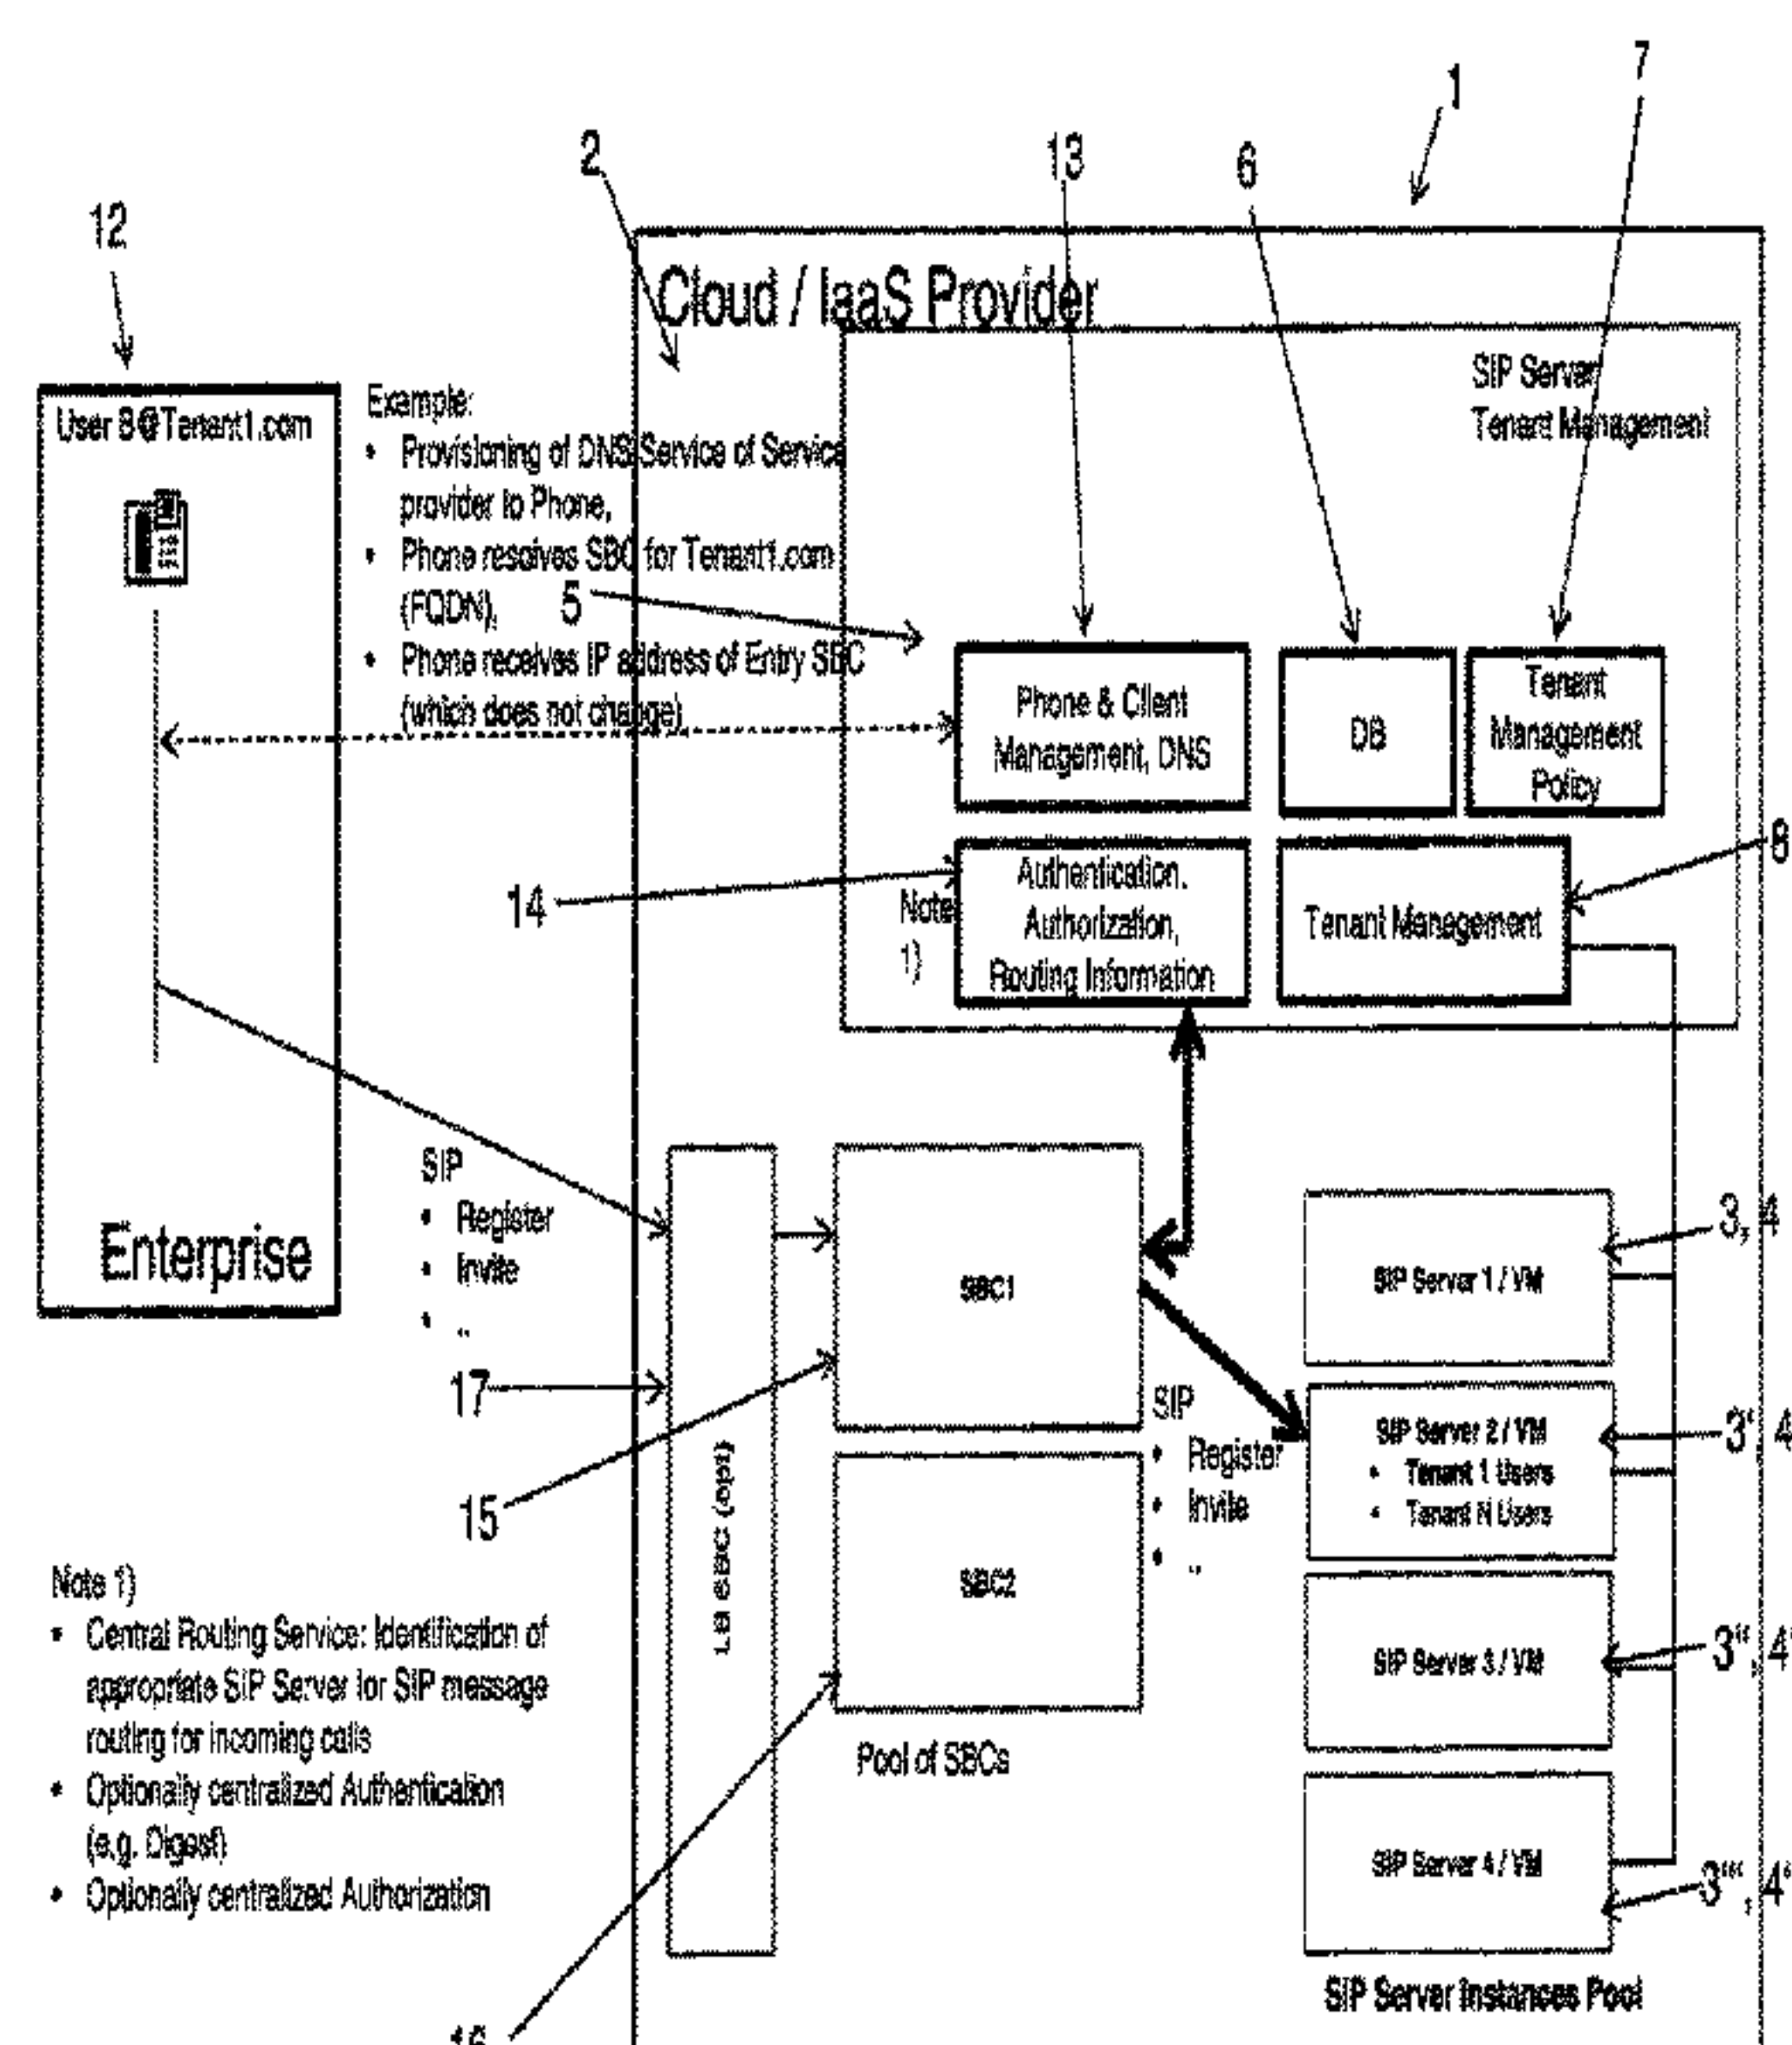 7
1
2
13
6
12
Cloud / IaaS Provider
SIP Server
Tenant Management
User B@Tenant1.com
Example:
• Provisioning of DNS Service of Service
provider to Phone,
• Phone resolves SBC for Tenant1.com
(FQDN),
5
• Phone receives IP address of Entry SBC
(which does not change)
Phone & Client
Management, DNS
DB
Tenant
Management
Policy
8
14
Note
1)
Authentication,
Authorization,
Routing Information
Tenant Management
SIP
• Register
• Invite
• ..
Enterprise
17
15
LB SBC (opt)
SBC1
SBC2
Pool of SBCs
SIP
• Register
• Invite
• ..
SIP Server 1 / VM
3, 4
SIP Server 2 / VM
• Tenant 1 Users
• Tenant N Users
3', 4'
SIP Server 3 / VM
3'', 4'
SIP Server 4 / VM
3''', 4'
SIP Server Instances Pool
Note 1)
• Central Routing Service: Identification of
appropriate SIP Server for SIP message
routing for incoming calls
• Optionally centralized Authentication
(e.g. Digest)
• Optionally centralized Authorization
16